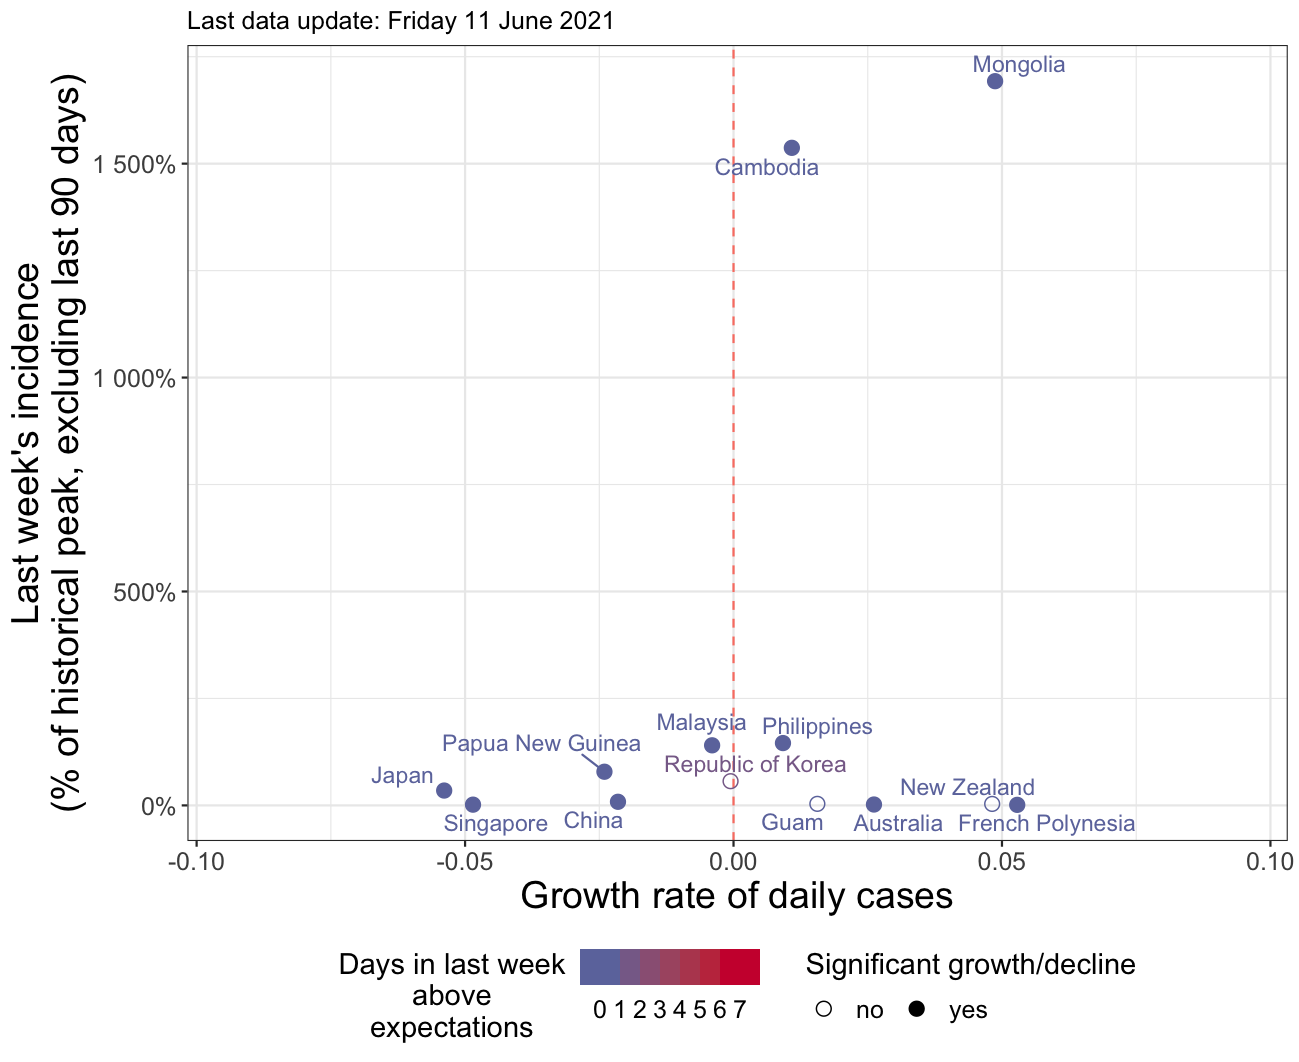 Last data update: Friday 11 June 2021
Last week's incidence
(% of historical peak, excluding last 90 days)
1 500%
1 000%
500%
0%
Mongolia
Cambodia
Malaysia
Philippines
Papua New Guinea
Republic of Korea
Japan
New Zealand
Singapore
China
Guam
Australia
French Polynesia
-0.10
-0.05
0.00
0.05
0.10
Growth rate of daily cases
Days in last week
above
expectations
0 1 2 3 4 5 6 7
Significant growth/decline
no
yes